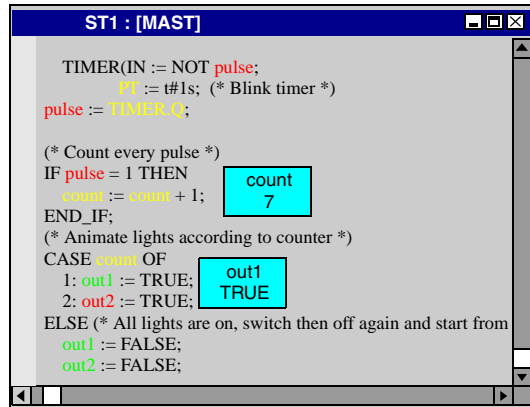 ST1 : [MAST]
TIMER(IN := NOT pulse;
PT := t#1s; (* Blink timer *)
pulse := TIMER.Q;
(* Count every pulse *)
IF pulse = 1 THEN
count := count + 1;
END_IF;
count
7
(* Animate lights according to counter *)
CASE count OF
1: out1 := TRUE;
2: out2 := TRUE;
out1
TRUE
ELSE (* All lights are on, switch then off again and start from
out1 := FALSE;
out2 := FALSE;